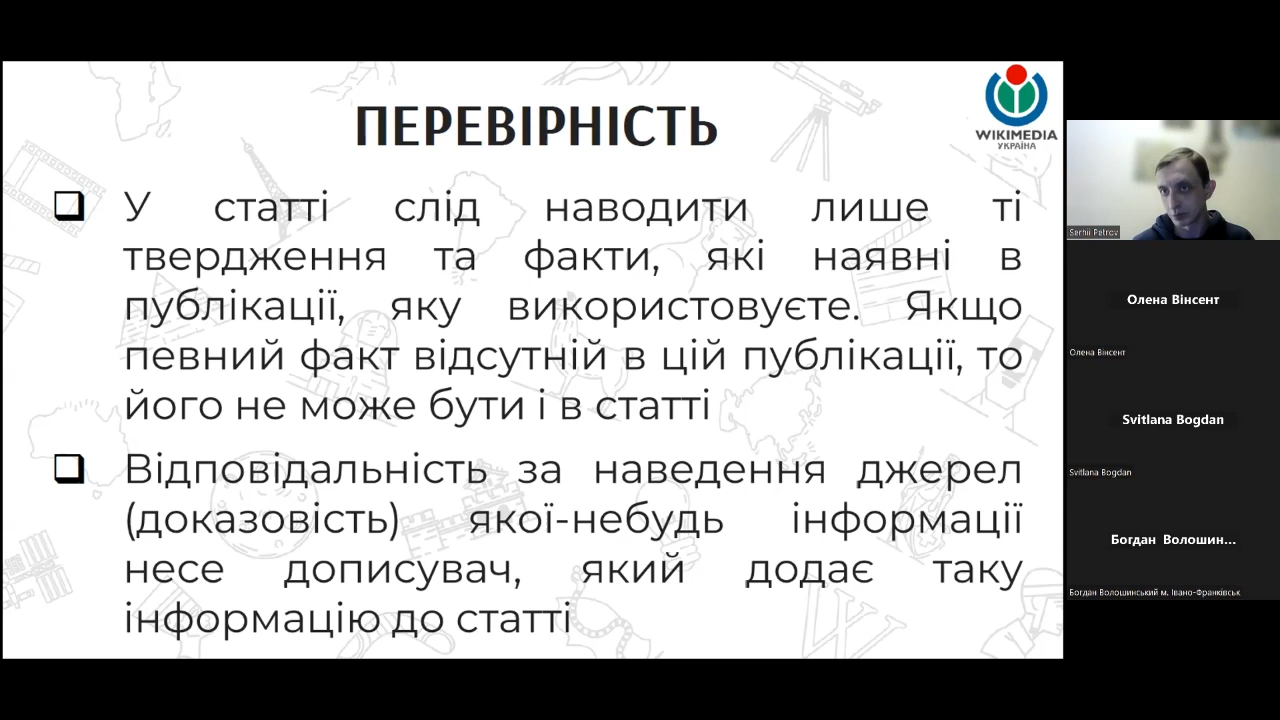 ПЕРЕВІРНІСТЬ
WIKIMEDIA
УКРАЇНА
У статті слід наводити лише ті
твердження та факти, які наявні в
публікації, яку використовуєте. Якщо
певний факт відсутній в цій публікації, то
його не може бути і в статті
Відповідальність за наведення джерел
(доказовість) якої-небудь інформації
несе дописувач, який додає таку
інформацію до статті
Serhii Petrov
Олена Вінсент
Олена Вінсент
Svitlana Bogdan
Svitlana Bogdan
Богдан Волошин...
Богдан Волошинський м. Івано-Франківськ